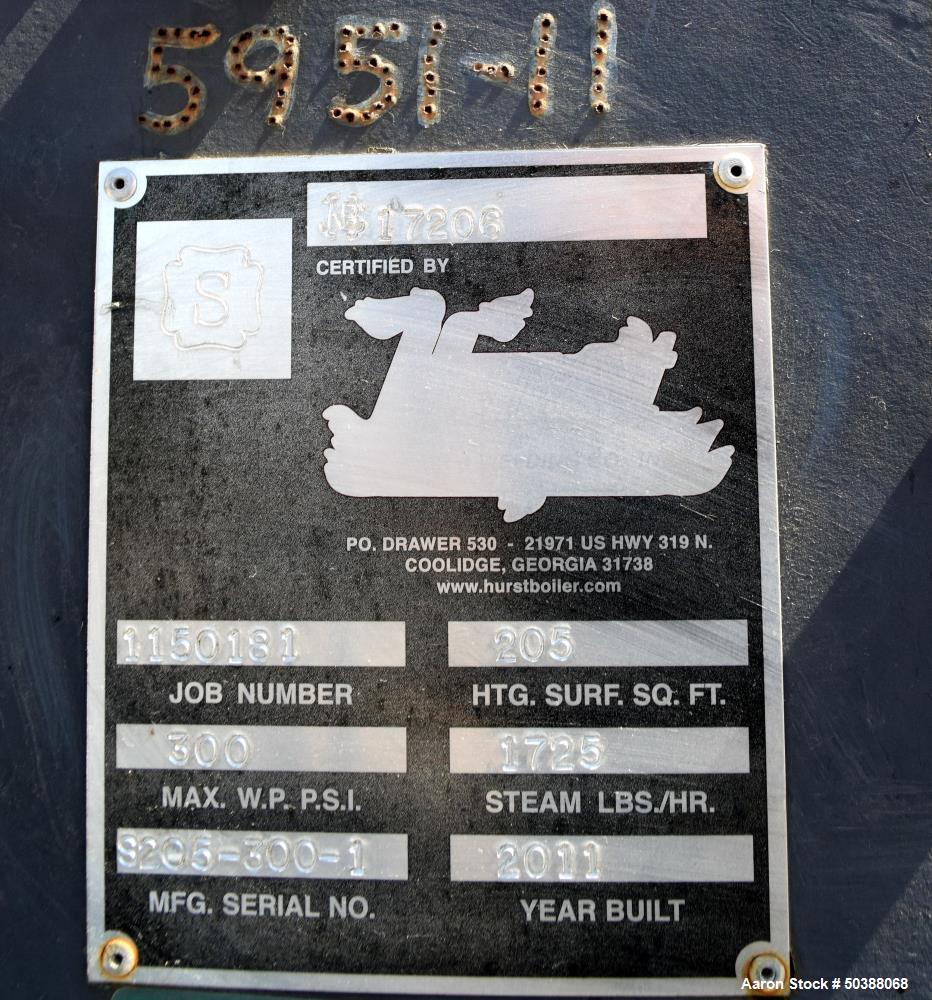 5951-11
NB 17206
S
CERTIFIED BY
PO. DRAWER 530 - 21971 US HWY 319 N.
COOLIDGE, GEORGIA 31738
www.hurstboiler.com
1150181
205
JOB NUMBER
HTG. SURF. SQ. FT.
300
1725
MAX. W.P. P.S.I.
STEAM LBS./HR.
S205-300-1
2011
MFG. SERIAL NO.
YEAR BUILT
Aaron Stock # 50388068